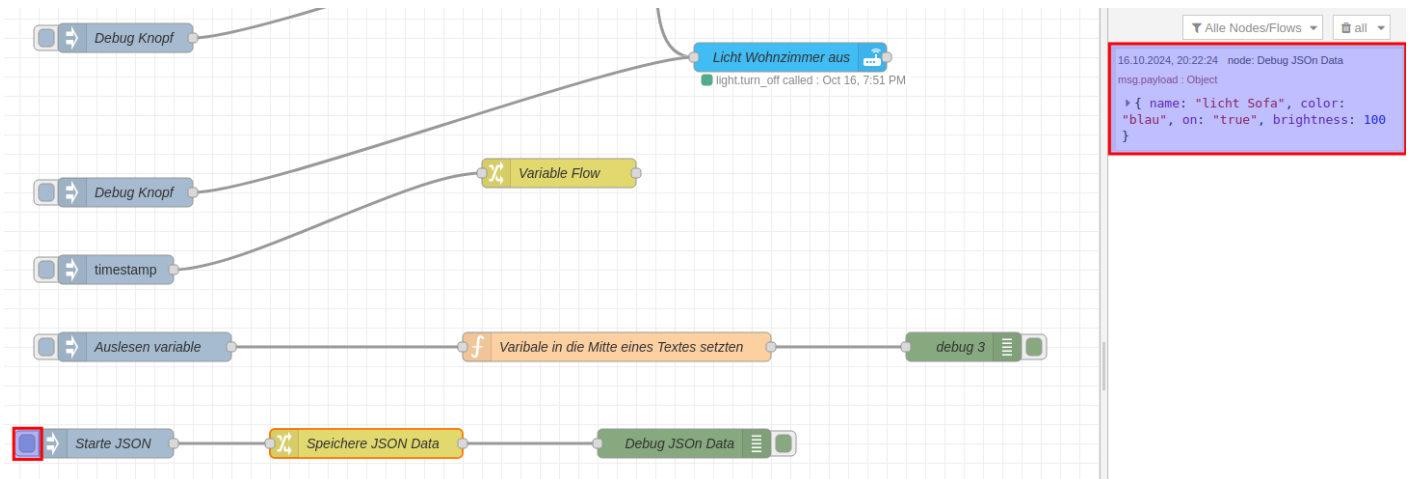 Debug Knopf
Licht Wohnzimmer aus
light.turn_off called : Oct 16, 7:51 PM
Variable Flow
Debug Knopf
timestamp
Auslesen variable
Varibale in die Mitte eines Textes setzten
debug 3
Starte JSON
Speichere JSON Data
Debug JSOn Data
Alle Nodes/Flows
all
16.10.2024, 20:22:24 node: Debug JSOn Data
msg.payload : Object
{ name: "licht Sofa", color:
"blau", on: "true", brightness: 100
}